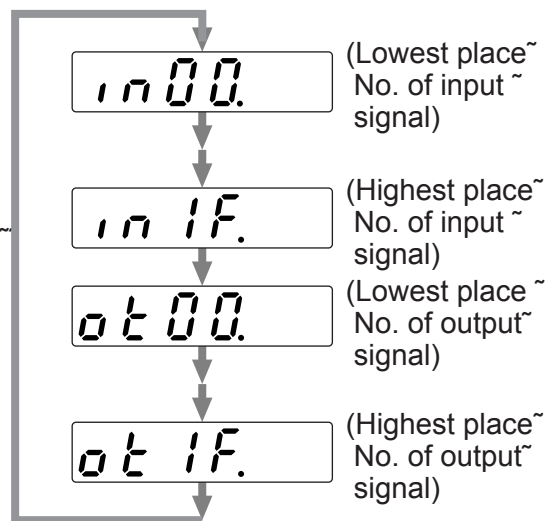 in00.
(Lowest place˜
No. of input ˜
signal)
in1F.
(Highest place˜
No. of input ˜
signal)
˜
ot00.
(Lowest place ˜
No. of output˜
signal)
ot1F.
(Highest place˜
No. of output˜
signal)